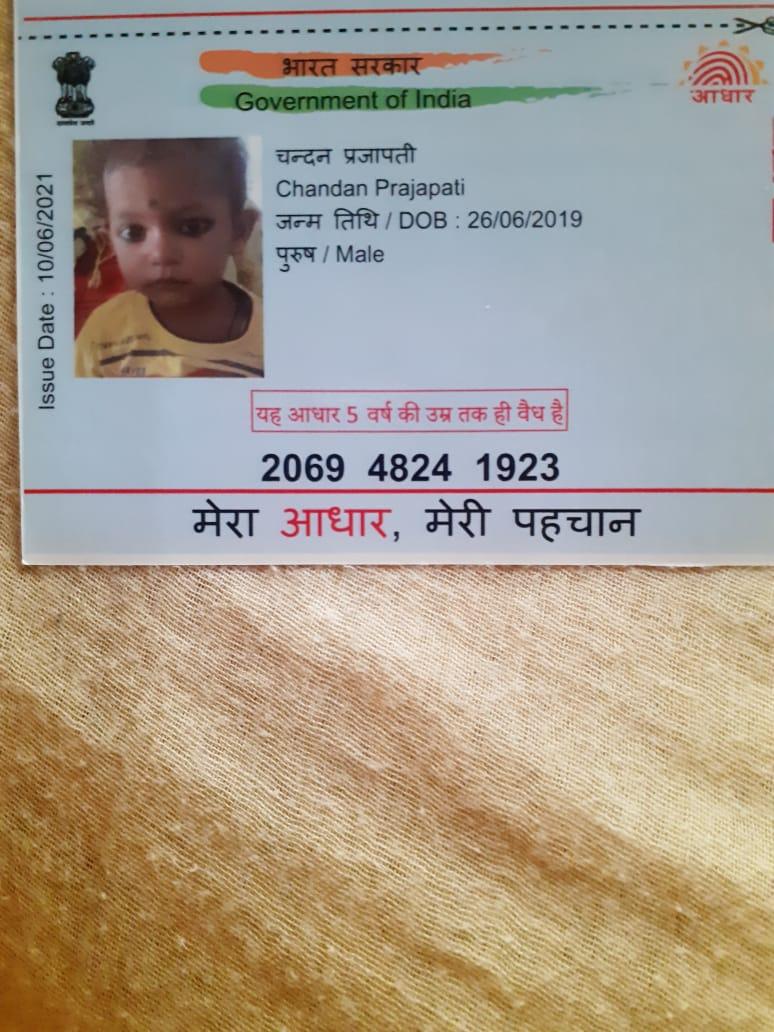 भारत सरकार
Government of India
आधार
Issue Date : 10/06/2021
चन्दन प्रजापती
Chandan Prajapati
जन्म तिथि / DOB : 26/06/2019
पुरुष / Male
यह आधार 5 वर्ष की उम्र तक ही वैध है
2069 4824 1923
मेरा आधार, मेरी पहचान